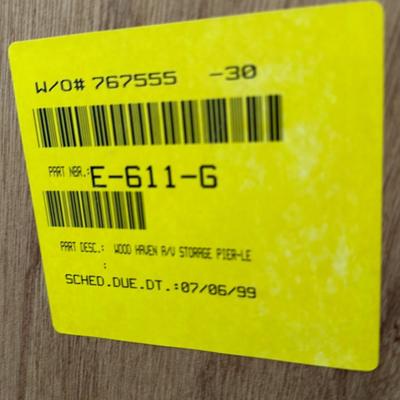 W/O# 767555 -30
PART NBR.: E-611-G
PART DESC.: WOOD HAVEN A/V STORAGE PIER-LE
:
SCHED.DUE.DT.:07/06/99